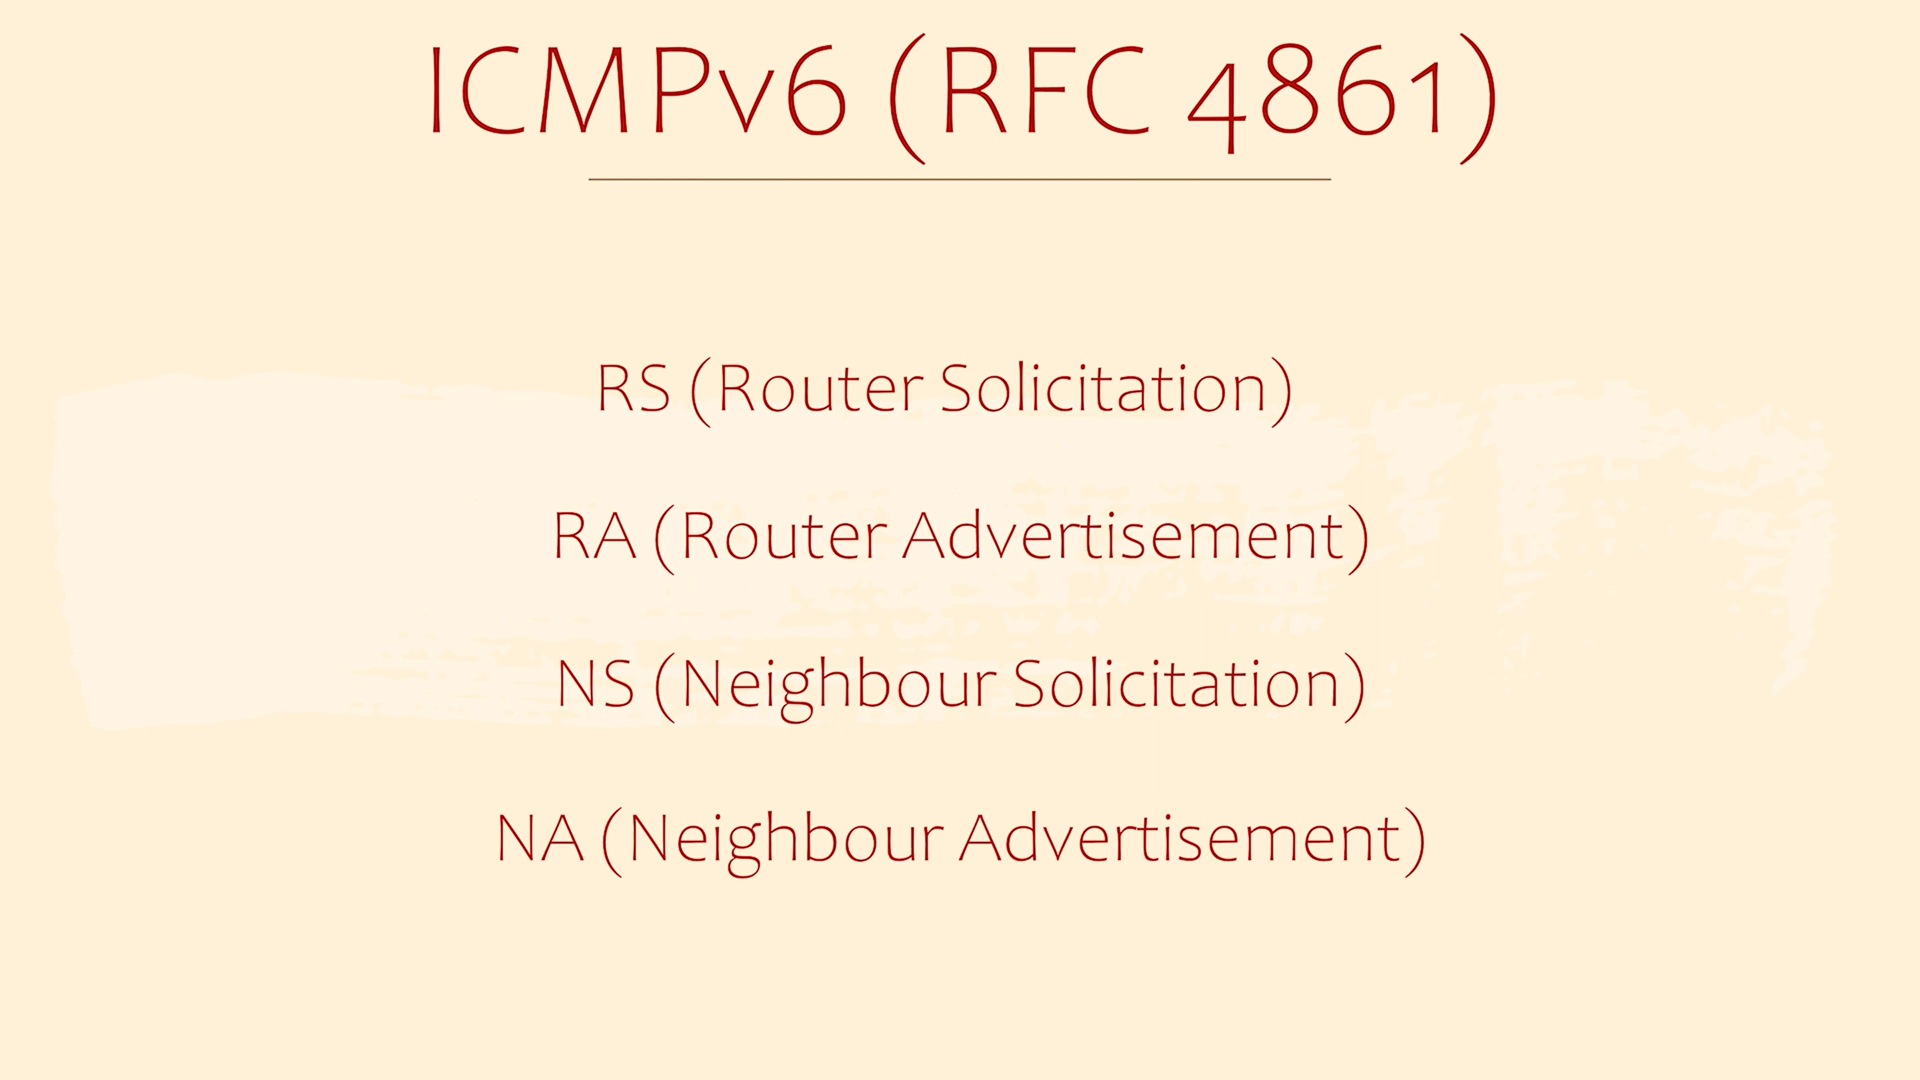 ICMPv6 (RFC 4861)
RS (Router Solicitation)
RA (Router Advertisement)
NS (Neighbour Solicitation)
NA (Neighbour Advertisement)